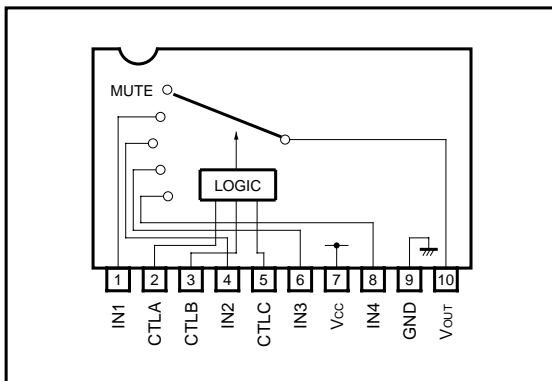 MUTE
LOGIC
1 2 3 4 5 6 7 8 9 10
IN1 CTLA CTLB IN2 CTLC IN3 VCC IN4 GND VOUT